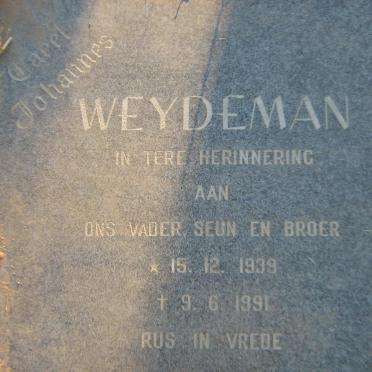 Carel
Johannes
WEYDEMAN
IN TERE HERINNERING
AAN
ONS VADER SEUN EN BROER
★ 15. 12. 1939
† 9. 6. 1991
RUS IN VREDE